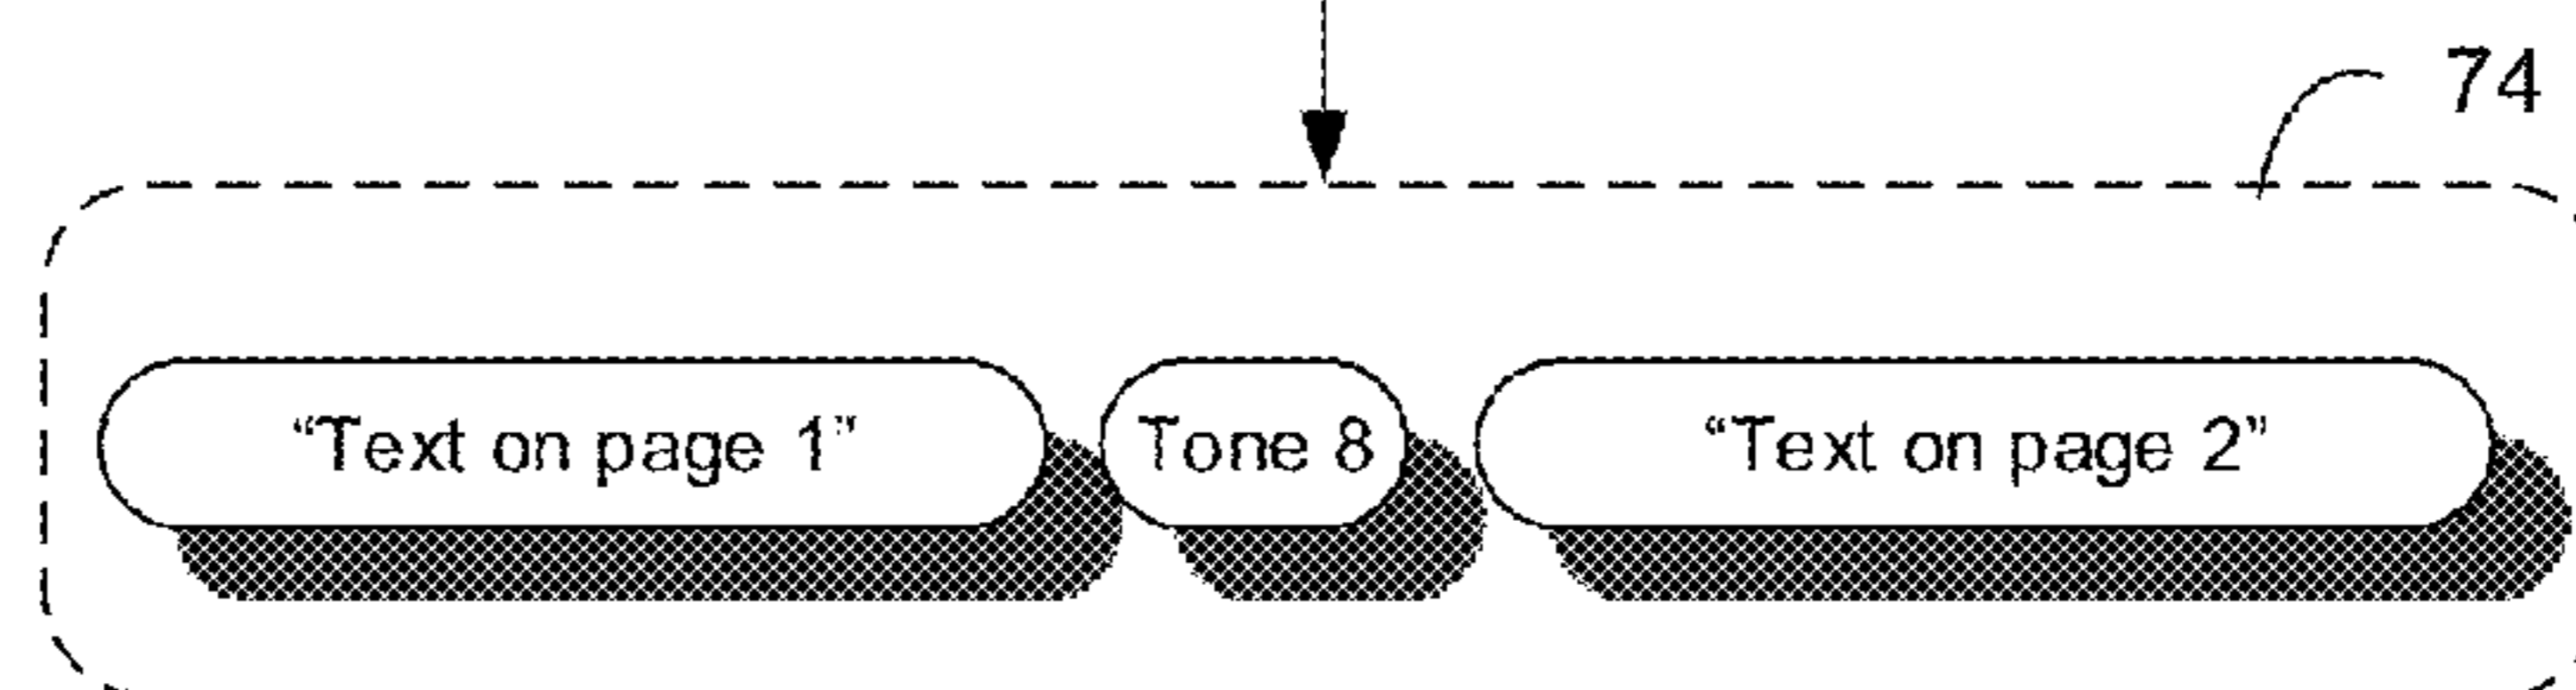 74
“Text on page 1” Tone 8 “Text on page 2”